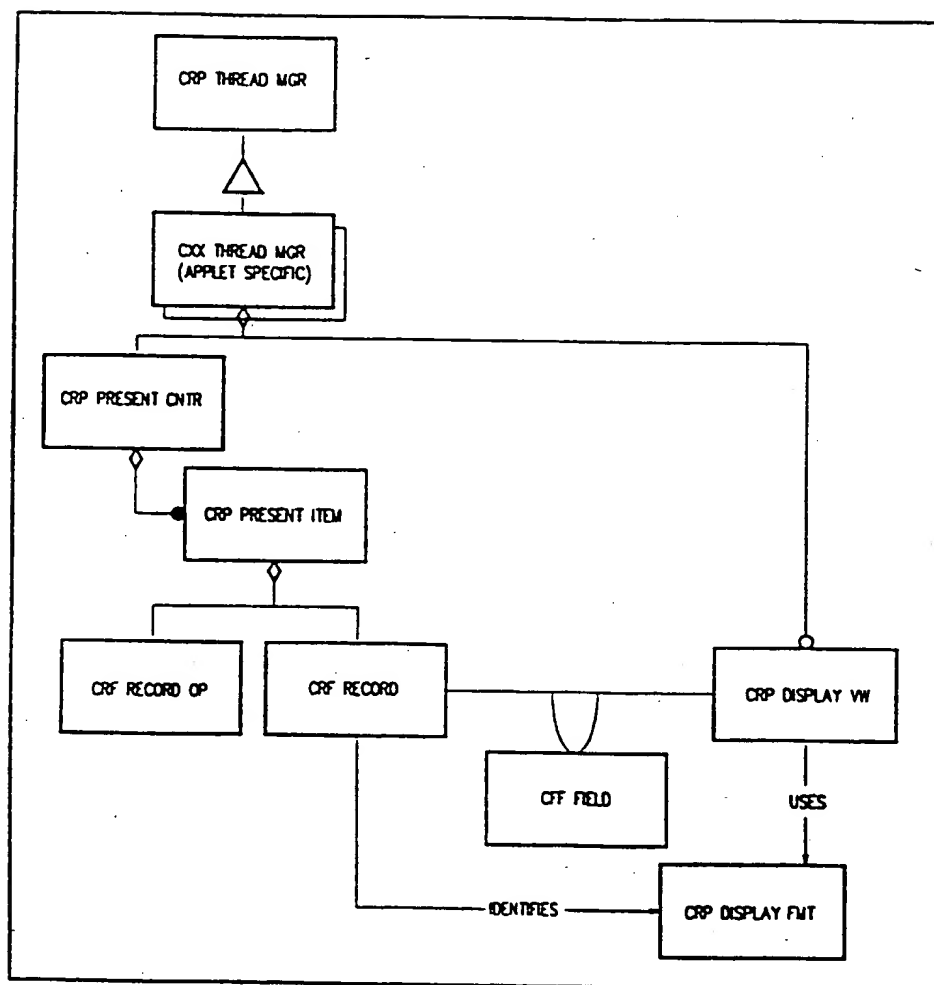 CRP THREAD MGR
CXX THREAD MGR
(APPLET SPECIFIC)
CRP PRESENT CNTR
CRP PRESENT ITEM
CRF RECORD OP
CRF RECORD
CRP DISPLAY VW
CFF FIELD
USES
IDENTIFIES
CRP DISPLAY FMT